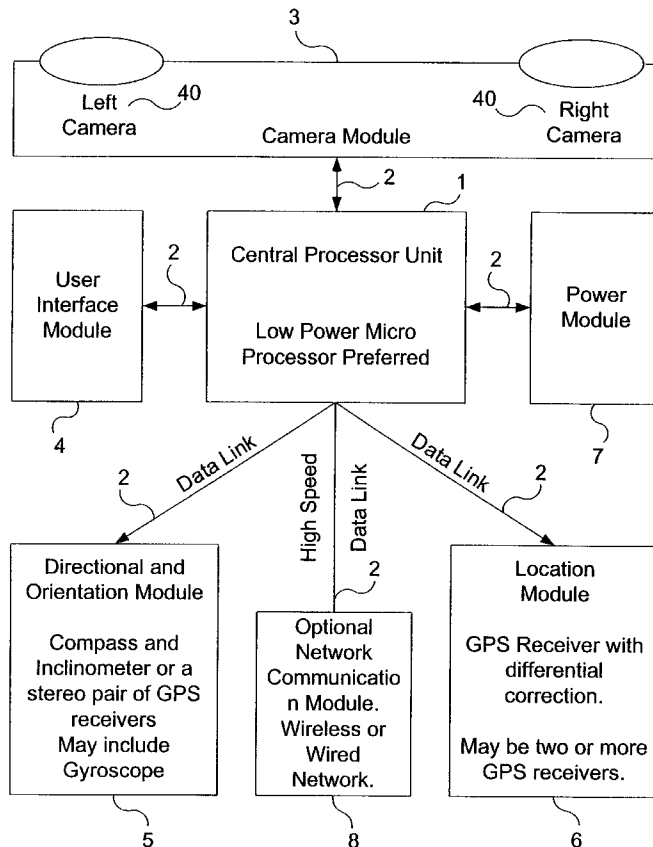 3
Left
Camera
40
40
Right
Camera
Camera Module
2
1
User
Interface
Module
2
Central Processor Unit
Low Power Micro
Processor Preferred
2
Power
Module
4
7
2
Data Link
High Speed
Data Link
Data Link
2
Directional and
Orientation Module
Compass and
Inclinometer or a
stereo pair of GPS
receivers
May include
Gyroscope
2
Optional
Network
Communicatio
n Module.
Wireless or
Wired
Network.
Location
Module
GPS Receiver with
differential
correction.
May be two or more
GPS receivers.
5
8
6